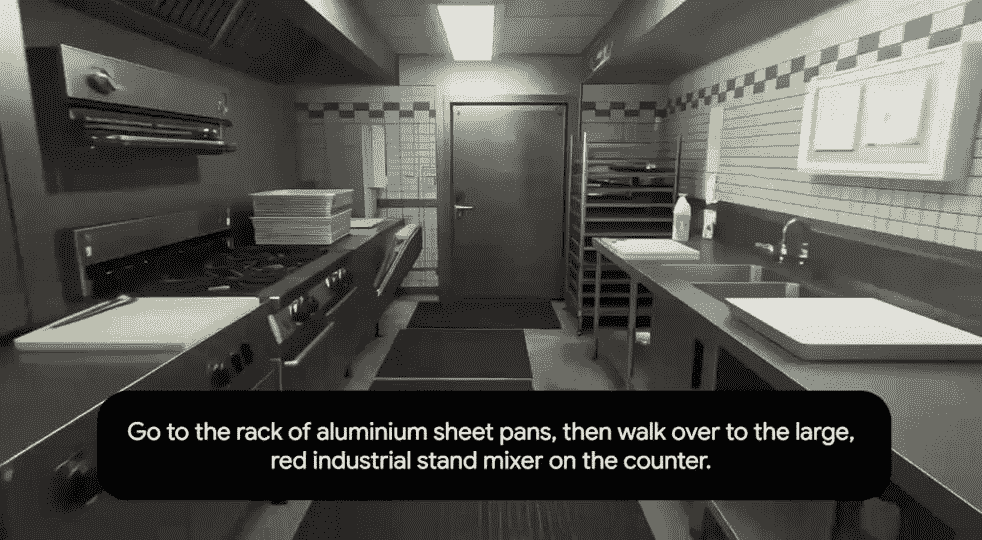 Go to the rack of aluminium sheet pans, then walk over to the large,
red industrial stand mixer on the counter.